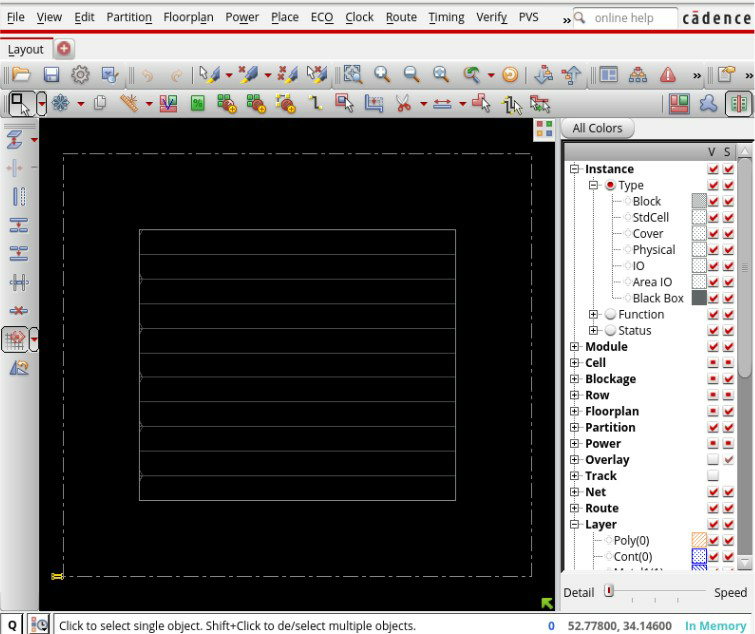 File View Edit Partition Floorplan Power Place ECO Clock Route Timing Verify PVS » online help cādence
Layout
»
»
All Colors
V S
Instance
Type
Block
StdCell
Cover
Physical
IO
Area IO
Black Box
Function
Status
Module
Cell
Blockage
Row
Floorplan
Partition
Power
Overlay
Track
Net
Route
Layer
Poly(0)
Cont(0)
Detail Speed
Q Click to select single object. Shift+Click to de/select multiple objects. 0 52.77800, 34.14600 In Memory